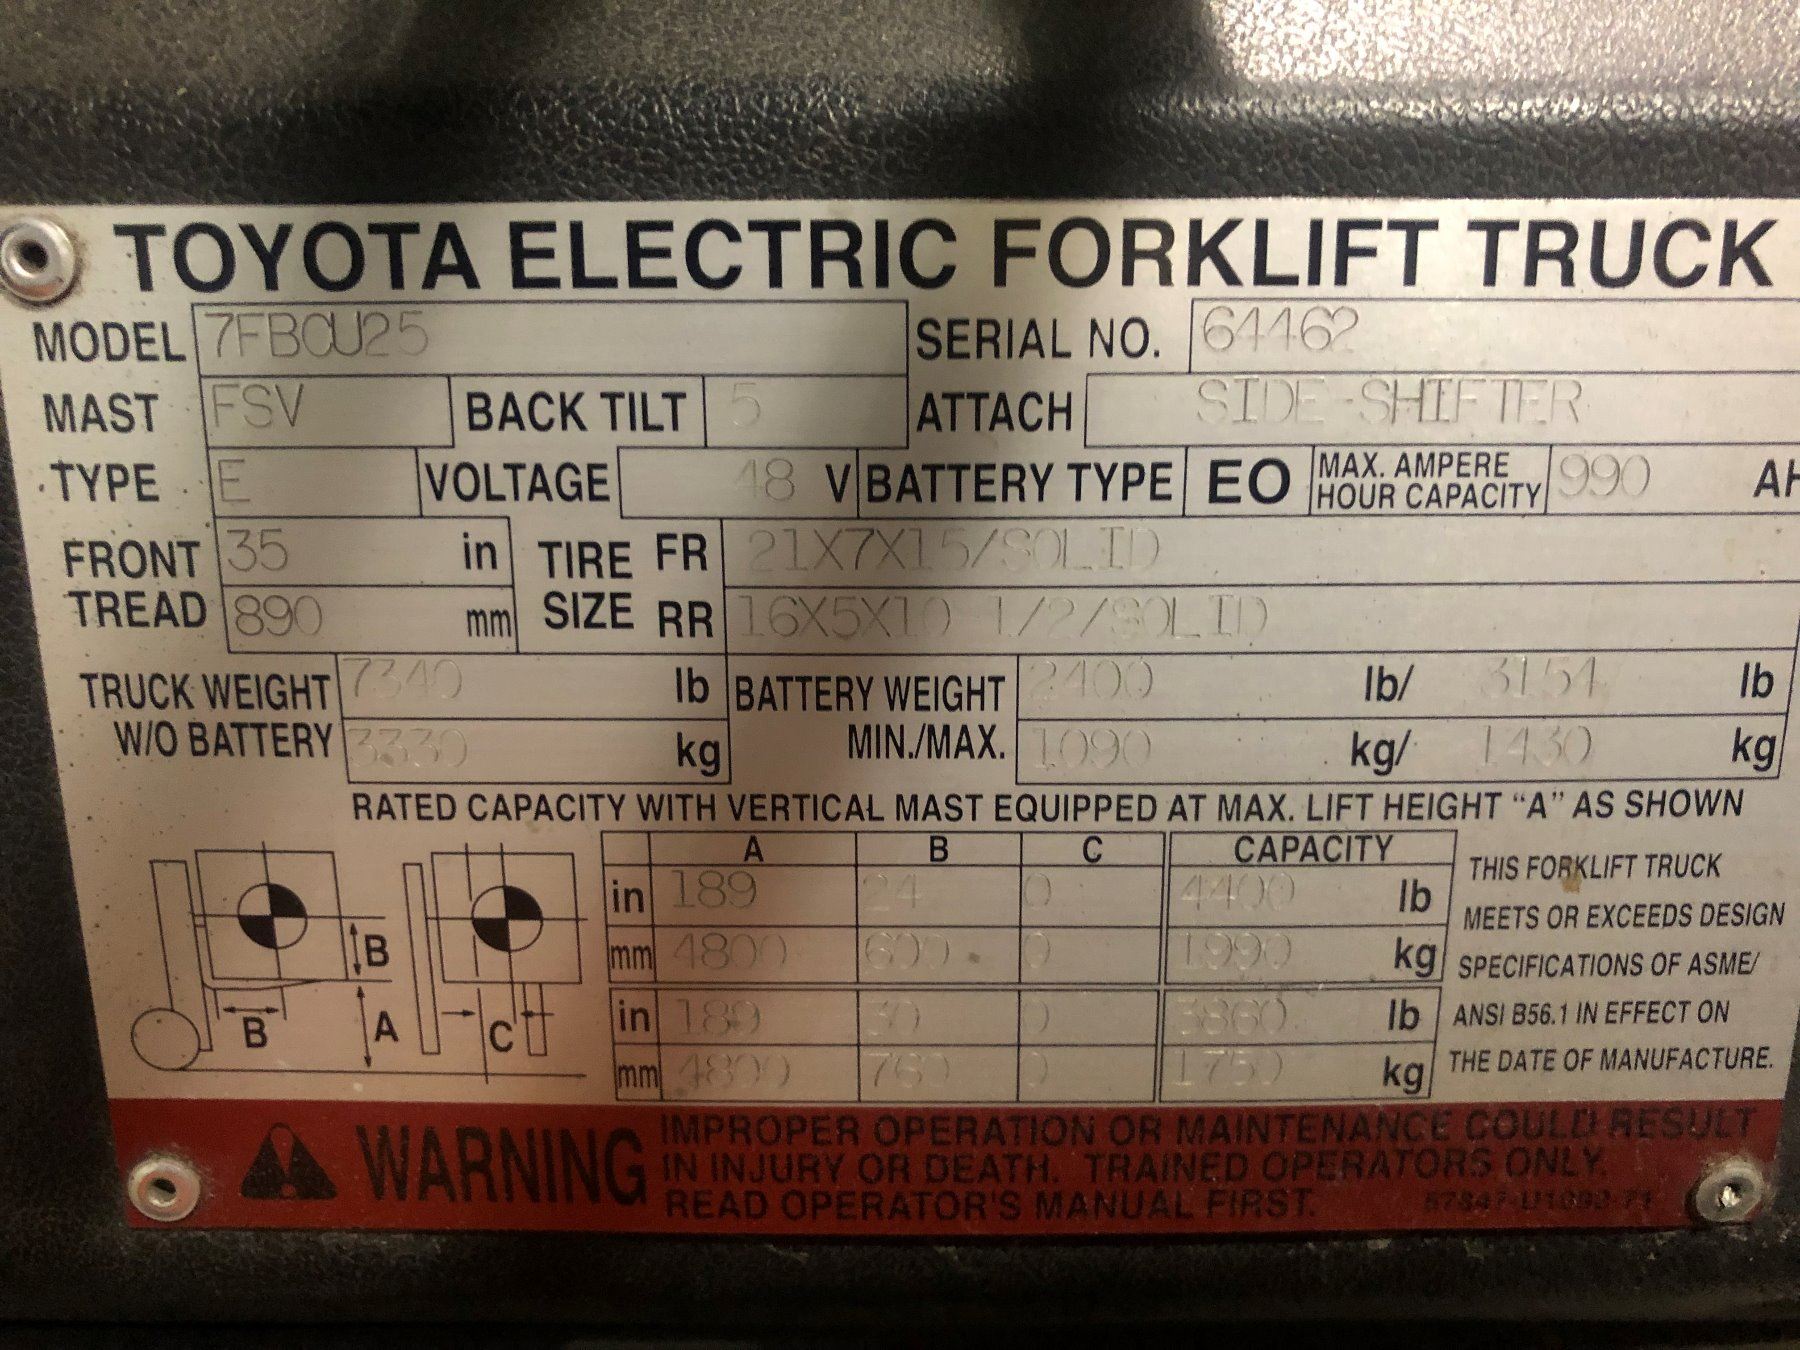 TOYOTA ELECTRIC FORKLIFT TRUCK
MODEL 7FBCU25 SERIAL NO. 64462
MAST FSV BACK TILT 5 ATTACH SIDE-SHIFTER
TYPE E VOLTAGE 48 V BATTERY TYPE EO MAX. AMPERE HOUR CAPACITY 990 AH
FRONT TREAD 35 in 890 mm
TIRE SIZE FR 21X7X15/SOLID
RR 16X5X10 1/2/SOLID
TRUCK WEIGHT W/O BATTERY 7340 lb 3330 kg
BATTERY WEIGHT MIN./MAX. 2400 lb/ 3154 lb
1090 kg/ 1430 kg
RATED CAPACITY WITH VERTICAL MAST EQUIPPED AT MAX. LIFT HEIGHT "A" AS SHOWN
A B C CAPACITY
in 189 24 0 4400 lb
mm 4800 600 0 1990 kg
in 189 30 0 3860 lb
mm 4800 760 0 1750 kg
B
B A C
THIS FORKLIFT TRUCK
MEETS OR EXCEEDS DESIGN
SPECIFICATIONS OF ASME/
ANSI B56.1 IN EFFECT ON
THE DATE OF MANUFACTURE.
WARNING
IMPROPER OPERATION OR MAINTENANCE COULD RESULT
IN INJURY OR DEATH. TRAINED OPERATORS ONLY.
READ OPERATOR'S MANUAL FIRST.